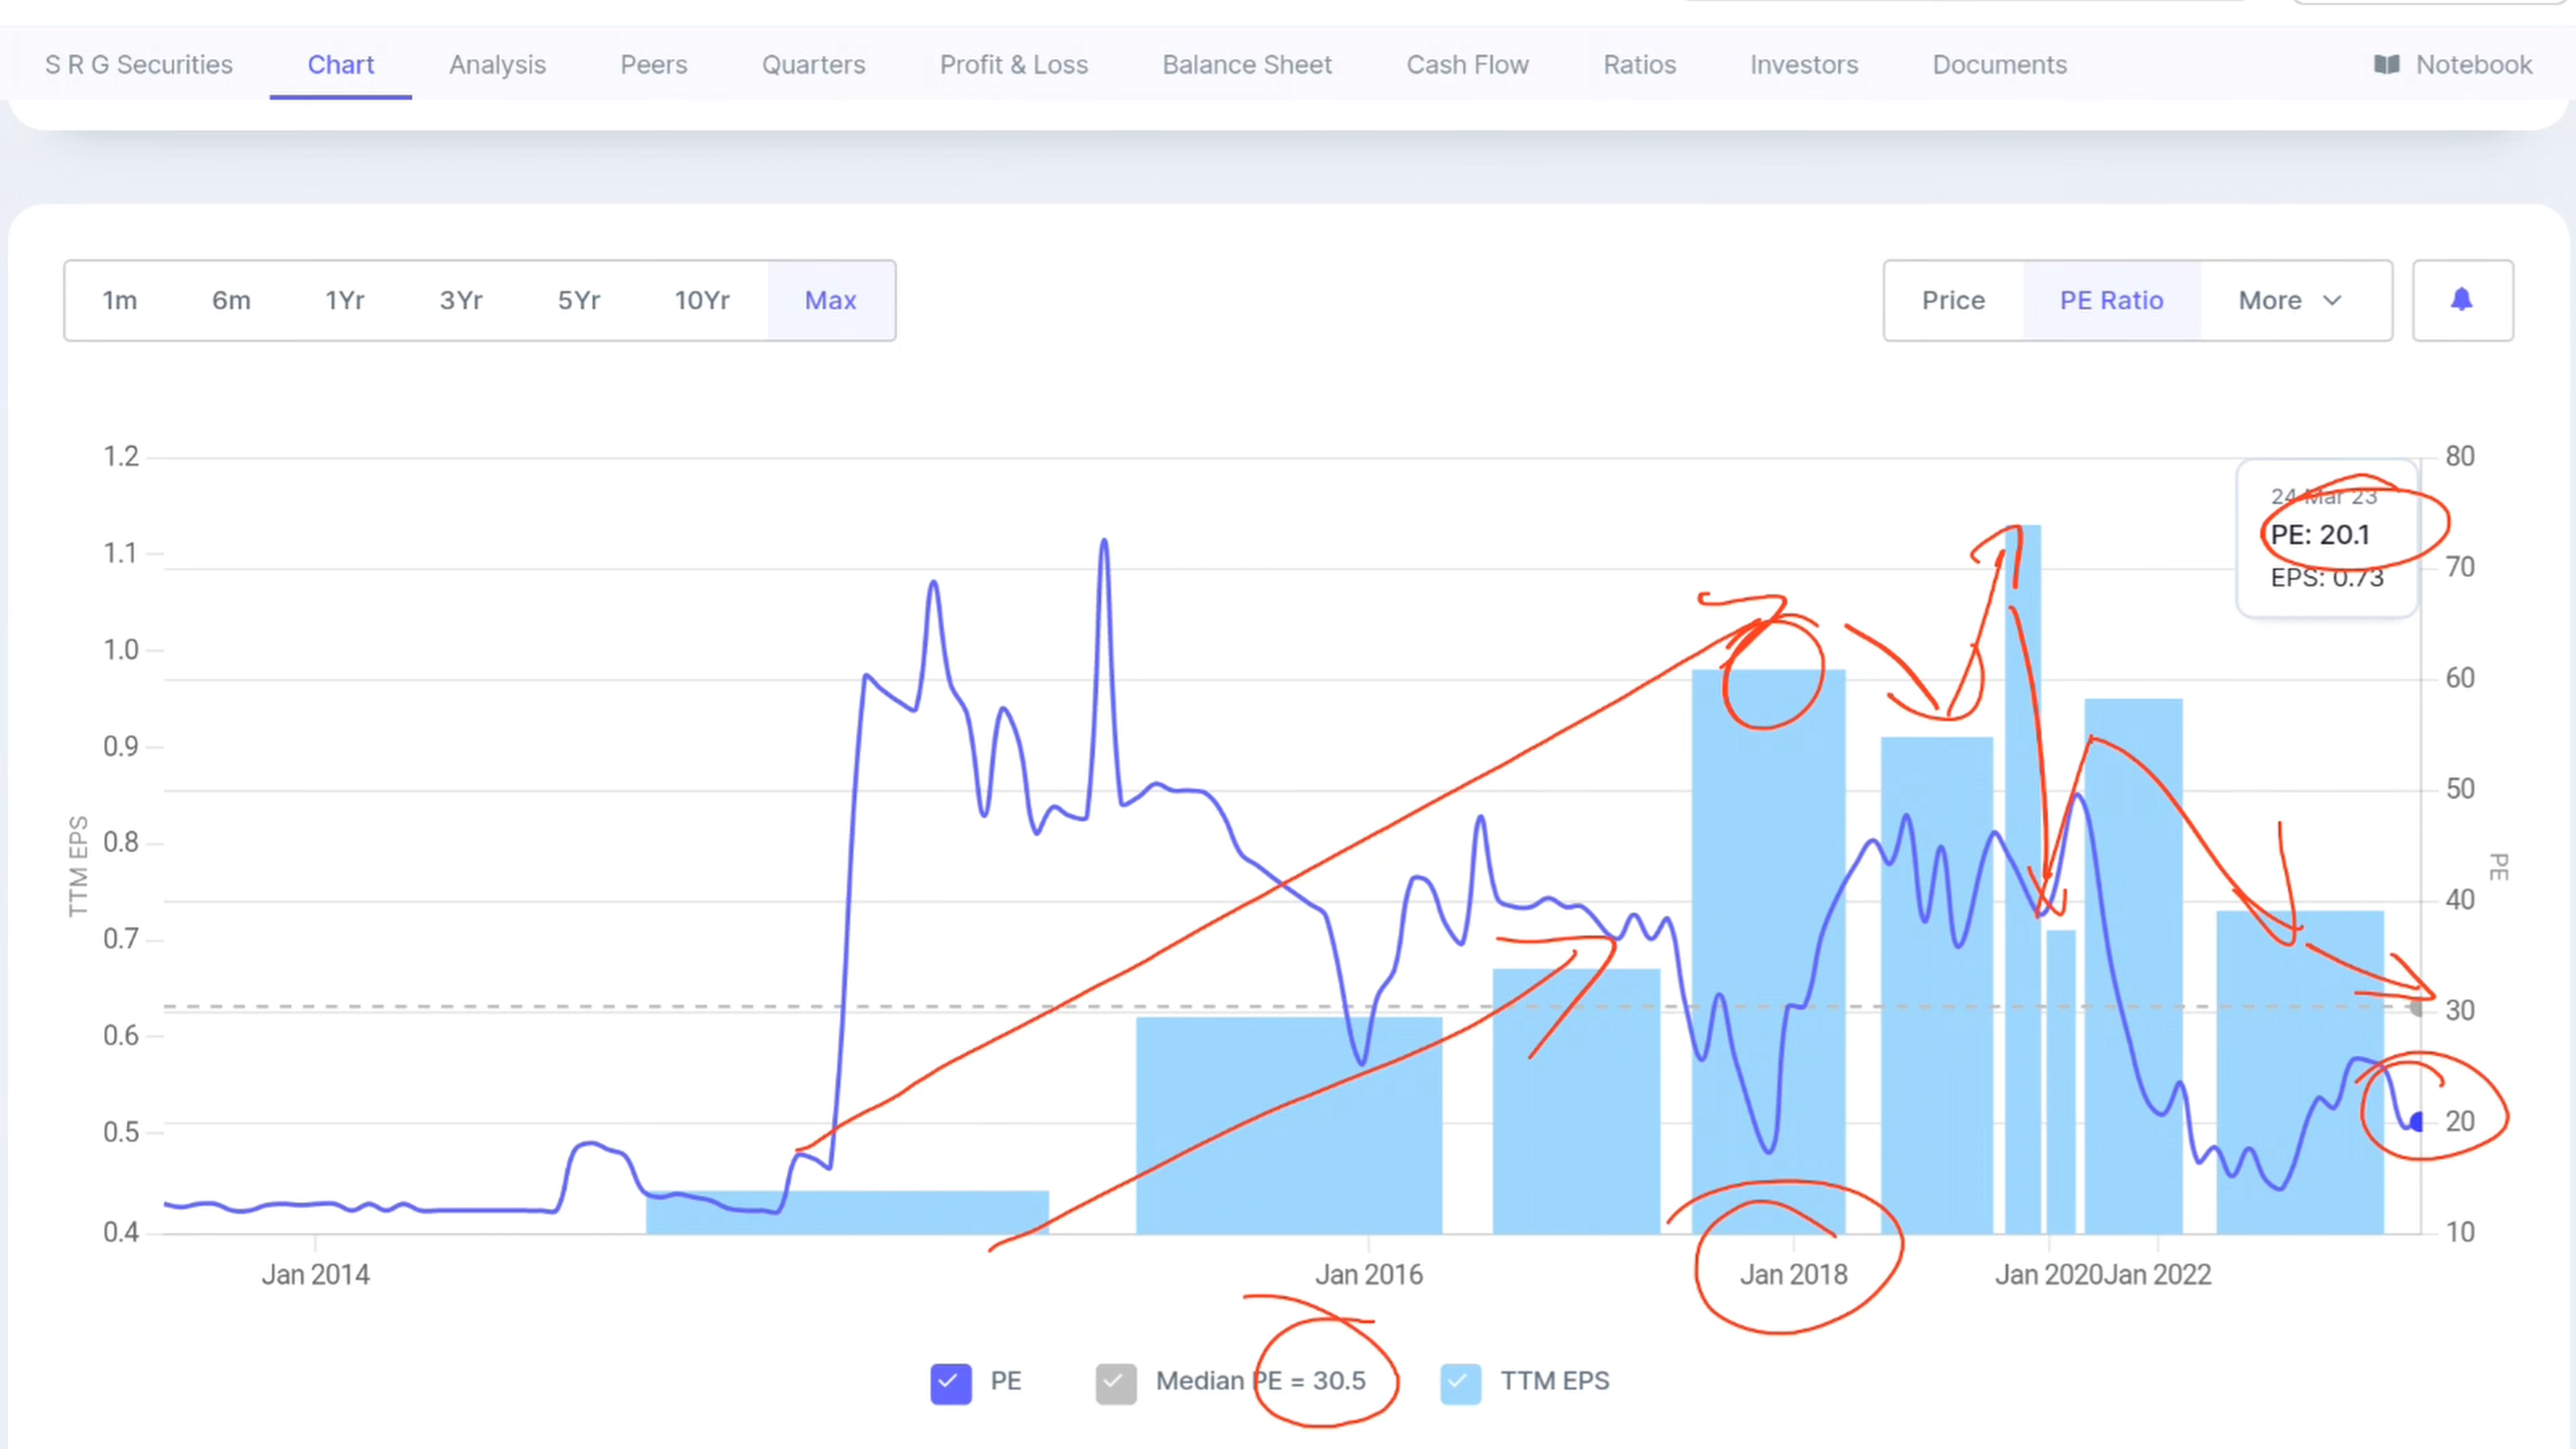 S R G Securities Chart Analysis Peers Quarters Profit & Loss Balance Sheet Cash Flow Ratios Investors Documents Notebook
1m 6m 1Yr 3Yr 5Yr 10Yr Max Price PE Ratio More
1.2 80
24 Mar 23
PE: 20.1
EPS: 0.73
1.1 70
1.0 60
0.9 50
0.8 40
0.7 30
0.6 20
0.5 10
0.4
TTM EPS
PE
Jan 2014 Jan 2016 Jan 2018 Jan 2020 Jan 2022
PE Median PE = 30.5 TTM EPS